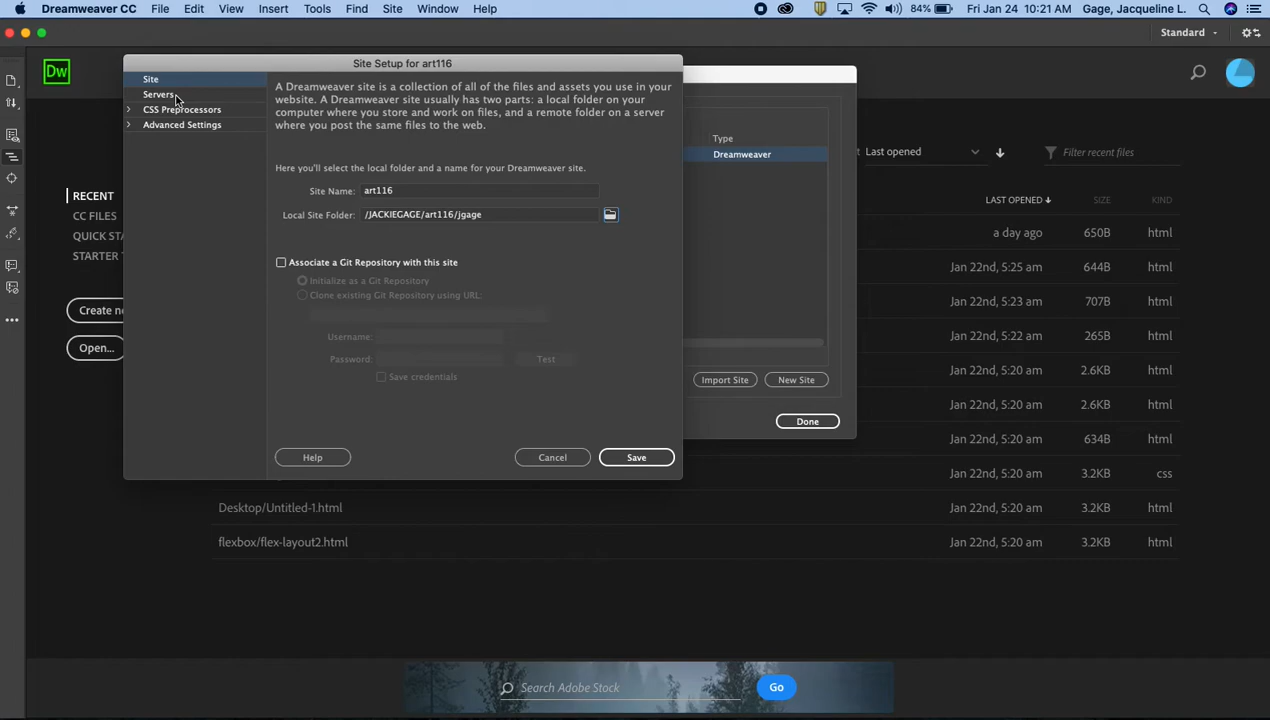 Dreamweaver CC File Edit View Insert Tools Find Site Window Help 84% Fri Jan 24 10:21 AM Gage, Jacqueline L.
Standard
Dw
Site Setup for art116
Site
Servers
CSS Preprocessors
Advanced Settings
A Dreamweaver site is a collection of all of the files and assets you use in your
website. A Dreamweaver site usually has two parts: a local folder on your
computer where you store and work on files, and a remote folder on a server
where you post the same files to the web.
Here you'll select the local folder and a name for your Dreamweaver site.
Site Name: art116
Local Site Folder: /JACKIEGAGE/art116/jgage
Associate a Git Repository with this site
Initialize as a Git Repository
Clone existing Git Repository using URL:
Username:
Password: Test
Save credentials
Help Cancel Save
Type
Dreamweaver
Import Site New Site
Done
Last opened Filter recent files
RECENT
CC FILES
QUICK STA
STARTER
Create ne
Open...
LAST OPENED SIZE KIND
a day ago 650B html
Jan 22nd, 5:25 am 644B html
Jan 22nd, 5:23 am 707B html
Jan 22nd, 5:22 am 265B html
Jan 22nd, 5:20 am 2.6KB html
Jan 22nd, 5:20 am 2.6KB html
Jan 22nd, 5:20 am 634B html
Jan 22nd, 5:20 am 3.2KB css
Desktop/Untitled-1.html Jan 22nd, 5:20 am 3.2KB html
flexbox/flex-layout2.html Jan 22nd, 5:20 am 3.2KB html
Search Adobe Stock Go